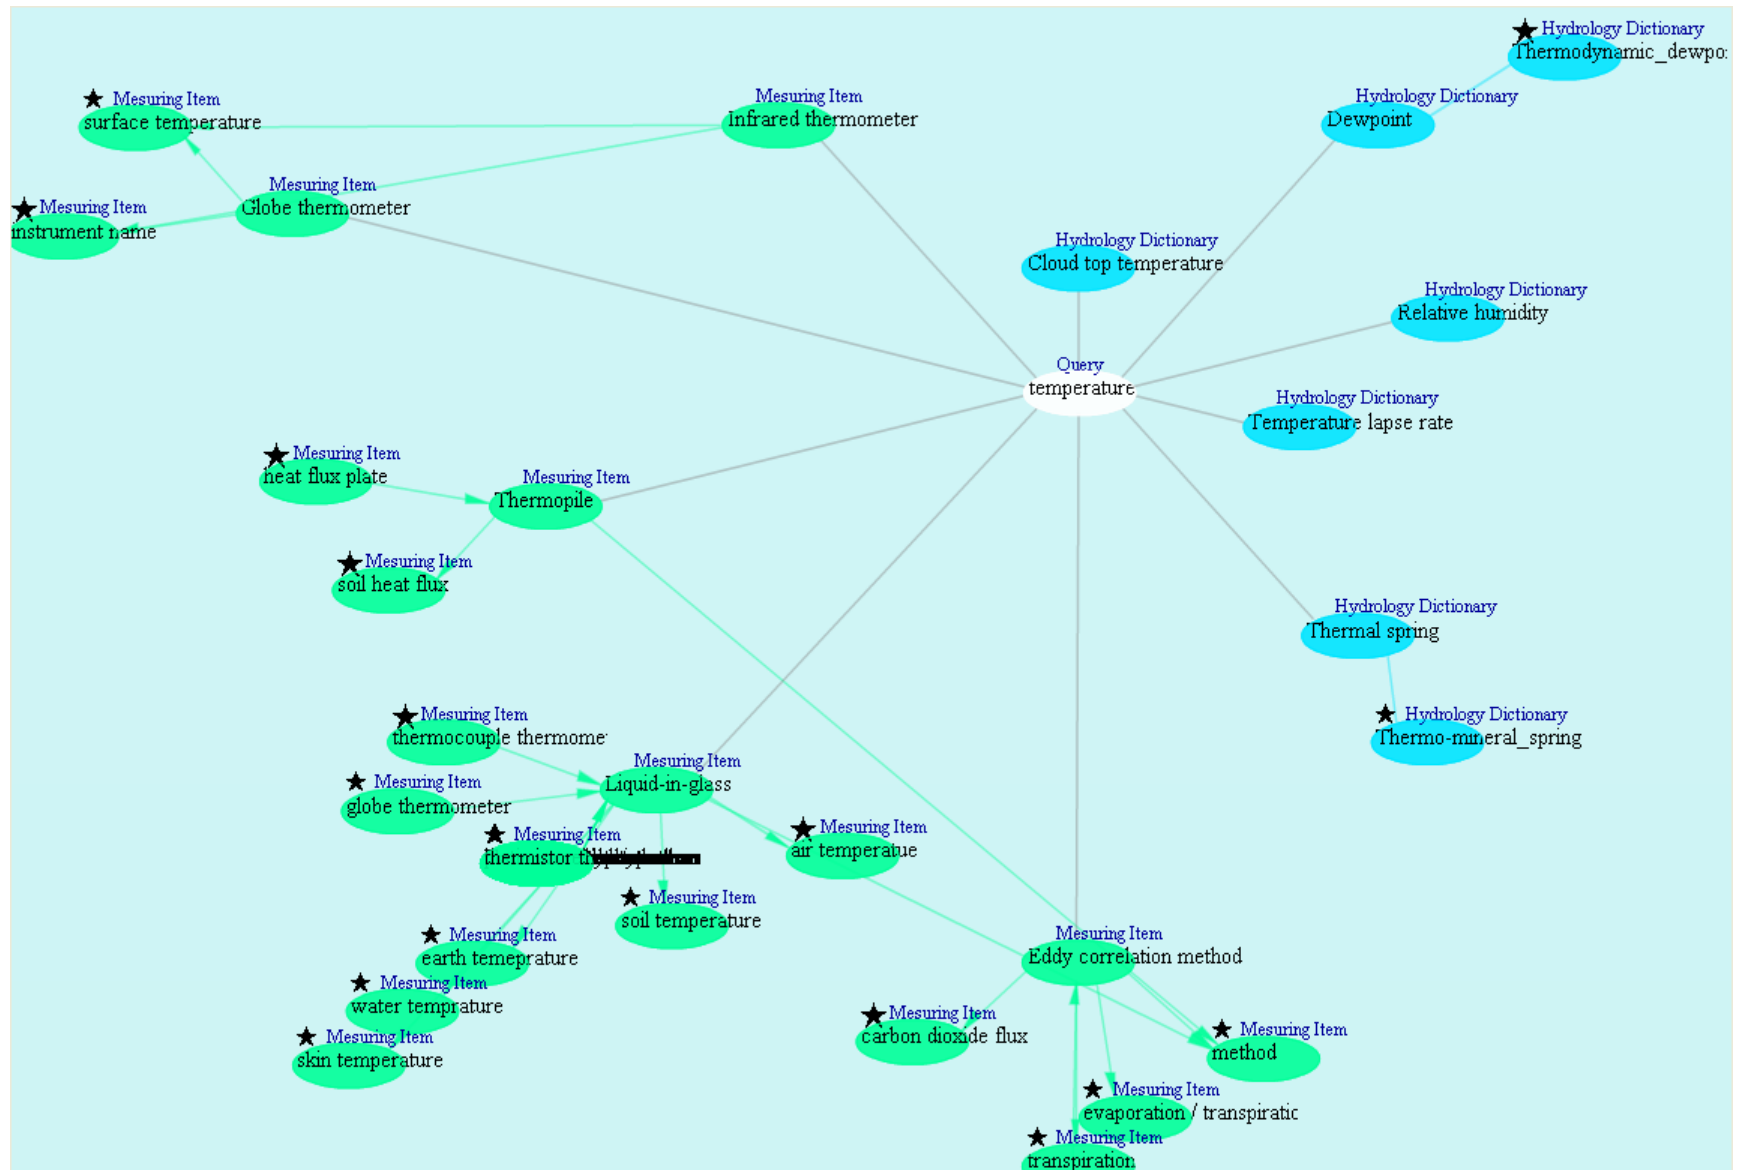 Hydrology Dictionary
Thermodynamic_dewpo
Mesuring Item
surface temperature
Mesuring Item
Infrared thermometer
Hydrology Dictionary
Dewpoint
Mesuring Item
Globe thermometer
Mesuring Item
instrument name
Hydrology Dictionary
Cloud top temperature
Hydrology Dictionary
Relative humidity
Query
temperature
Hydrology Dictionary
Temperature lapse rate
Mesuring Item
heat flux plate
Mesuring Item
Thermopile
Mesuring Item
soil heat flux
Hydrology Dictionary
Thermal spring
Mesuring Item
thermocouple thermome
Hydrology Dictionary
Thermo-mineral_spring
Mesuring Item
Liquid-in-glass
Mesuring Item
globe thermometer
Mesuring Item
thermistor
Mesuring Item
air temperatue
Mesuring Item
soil temperature
Mesuring Item
earth temeprature
Mesuring Item
Eddy correlation method
Mesuring Item
water temprature
Mesuring Item
skin temperature
Mesuring Item
carbon dioxide flux
Mesuring Item
method
Mesuring Item
evaporation / transpiratic
Mesuring Item
transpiration